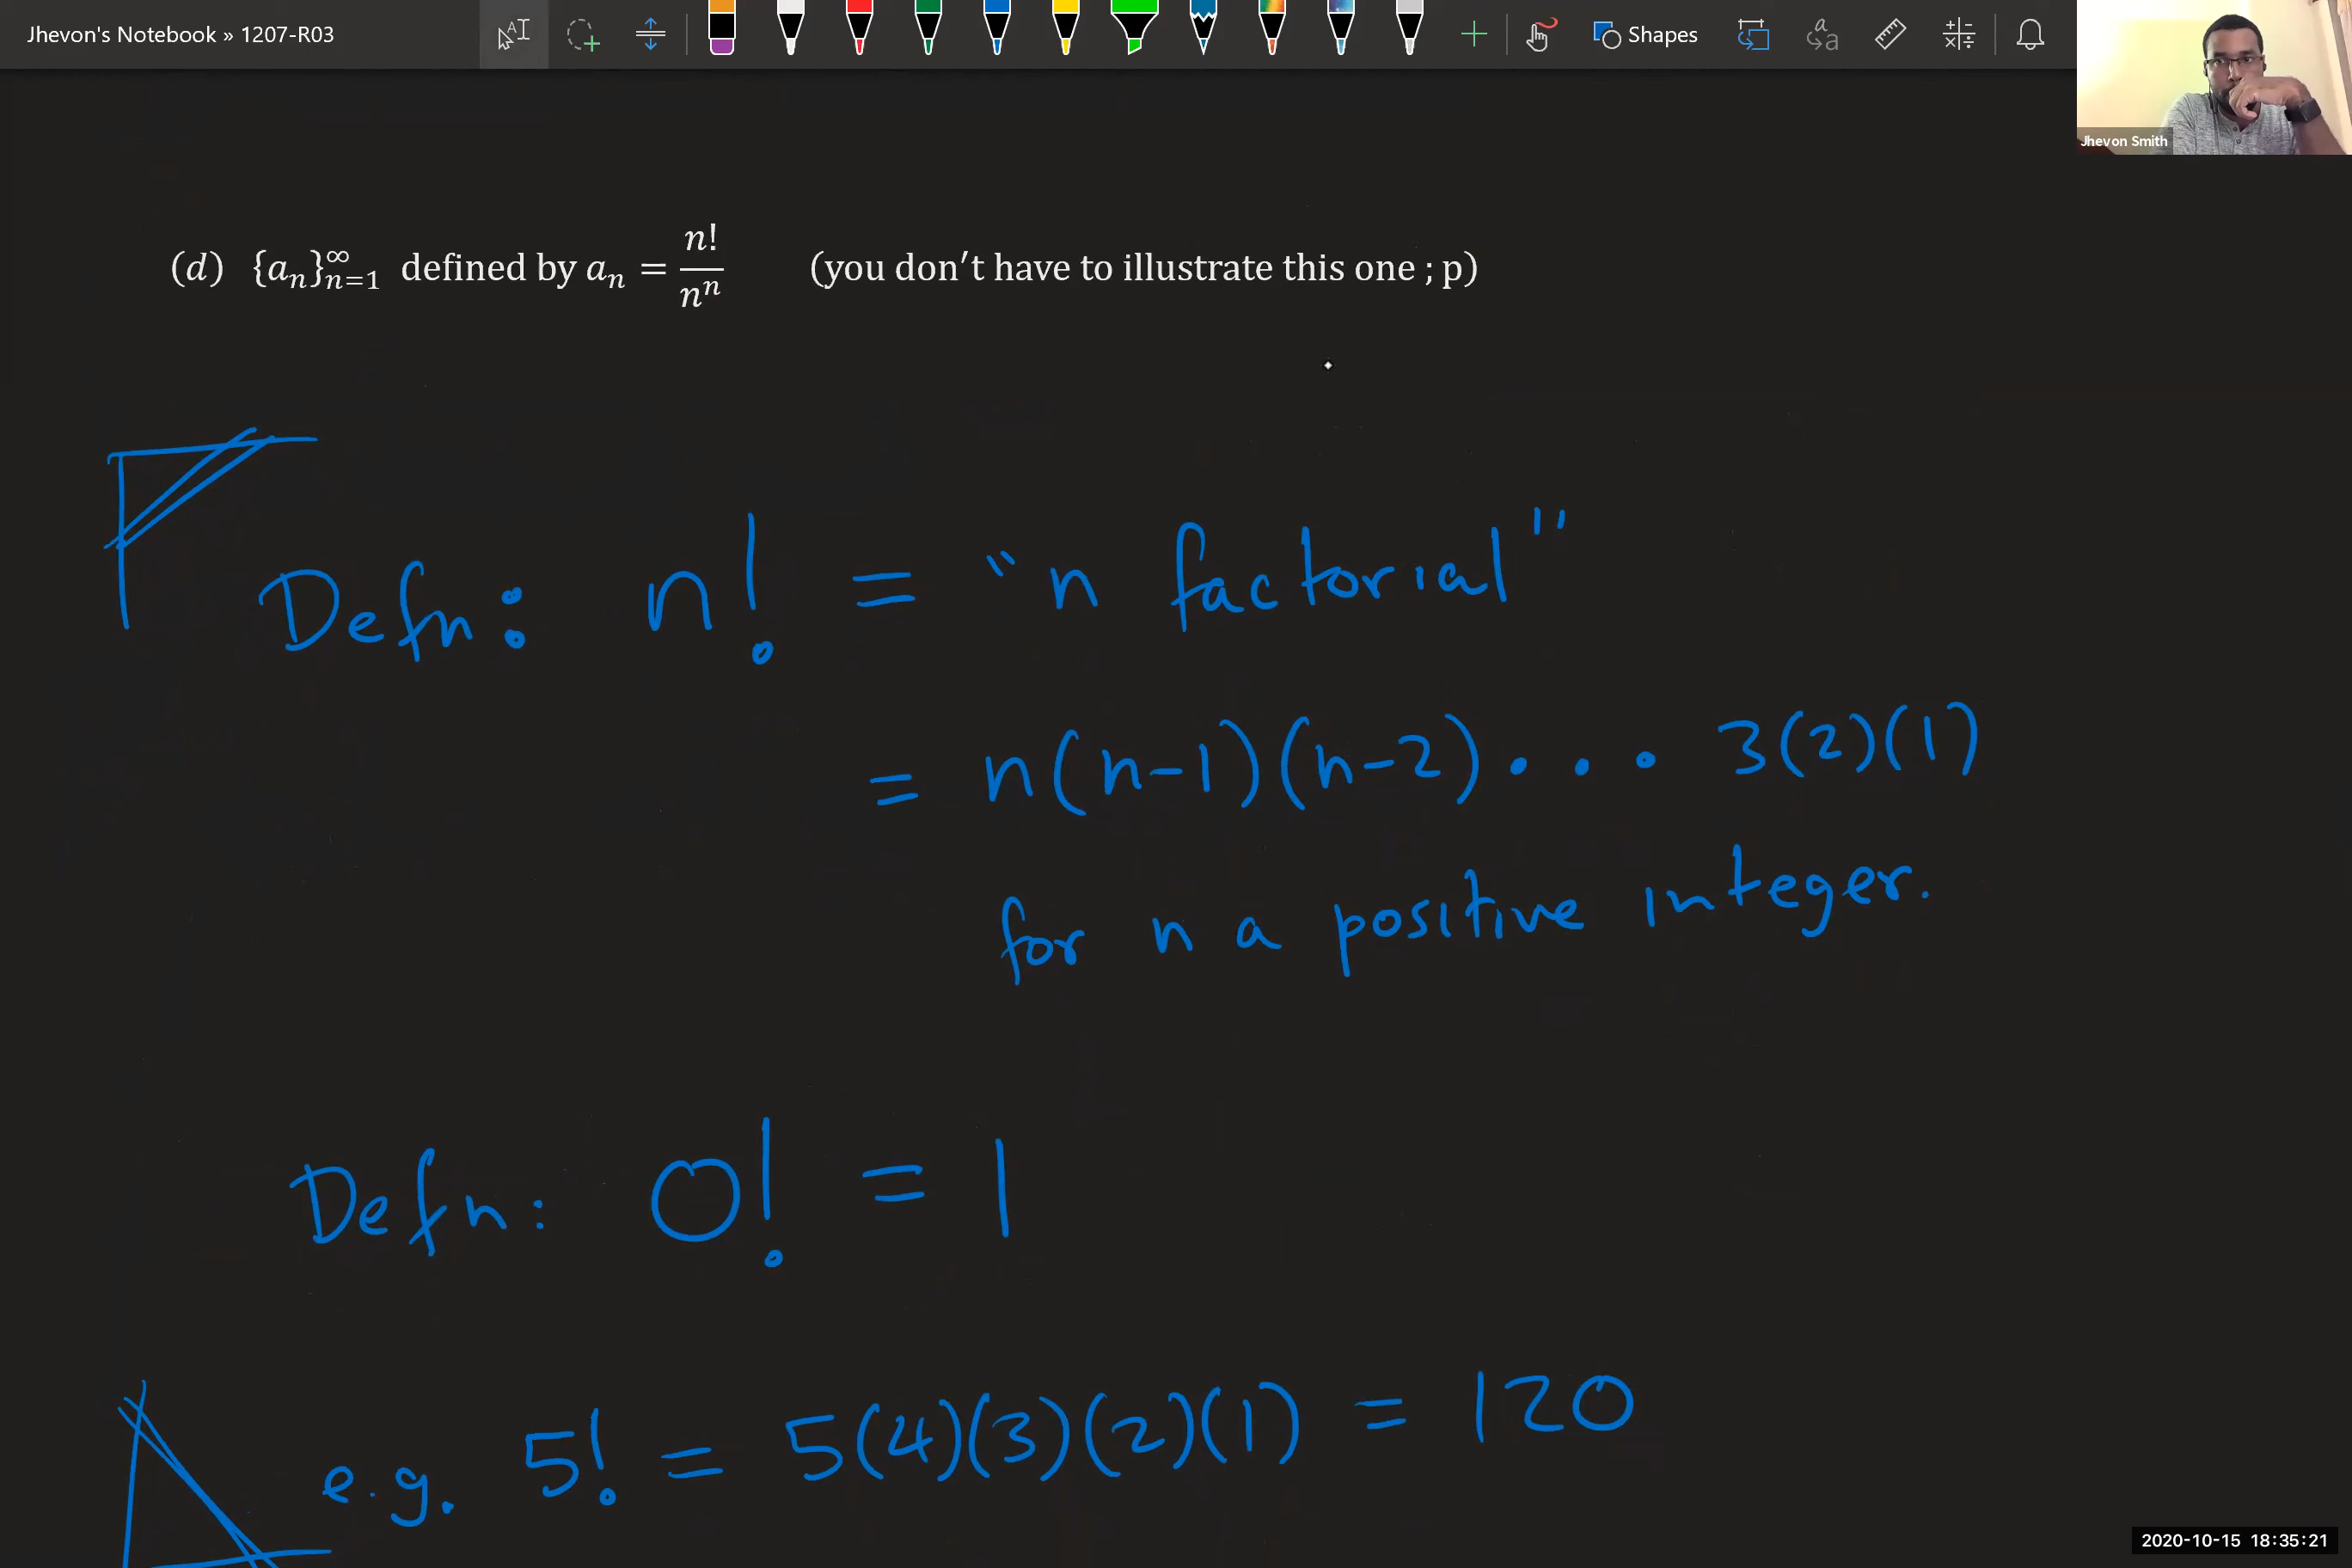 Jhevon's Notebook » 1207-R03
Shapes
Jhevon Smith
(d) {aₙ}ₙ₌₁^∞ defined by aₙ = n!/nⁿ (you don't have to illustrate this one ; p)
Defn: n! = "n factorial"
= n(n-1)(n-2)• • • 3(2)(1)
for n a positive integer.
Defn: 0! = 1
e.g. 5! = 5(4)(3)(2)(1) = 120
2020-10-15 18:35:21